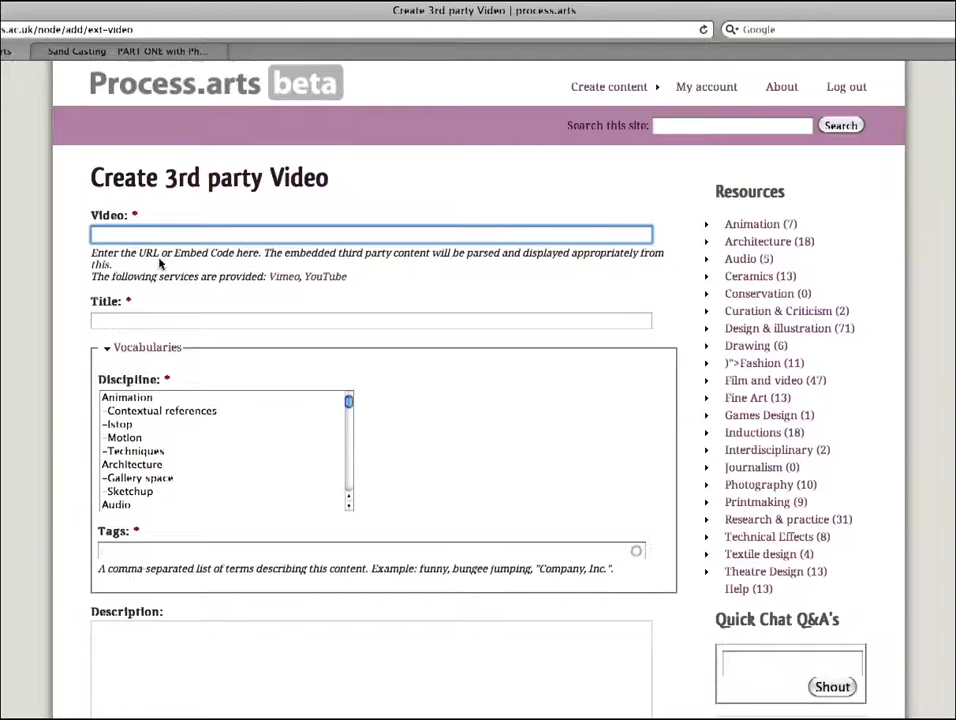 Create 3rd party Video | process.arts
s.ac.uk/node/add/ext-video
Google
rts
Sand Casting PART ONE with Ph...
Process.arts beta
Create content
My account
About
Log out
Search this site:
Search
Create 3rd party Video
Video: *
Enter the URL or Embed Code here. The embedded third party content will be parsed and displayed appropriately from
this.
The following services are provided: Vimeo, YouTube
Title: *
Vocabularies
Discipline: *
Animation
-Contextual references
-Istop
-Motion
-Techniques
Architecture
-Gallery space
-Sketchup
Audio
Tags: *
A comma-separated list of terms describing this content. Example: funny, bungee jumping, "Company, Inc.".
Description:
Resources
Animation (7)
Architecture (18)
Audio (5)
Ceramics (13)
Conservation (0)
Curation & Criticism (2)
Design & illustration (71)
Drawing (6)
)">Fashion (11)
Film and video (47)
Fine Art (13)
Games Design (1)
Inductions (18)
Interdisciplinary (2)
Journalism (0)
Photography (10)
Printmaking (9)
Research & practice (31)
Technical Effects (8)
Textile design (4)
Theatre Design (13)
Help (13)
Quick Chat Q&A's
Shout